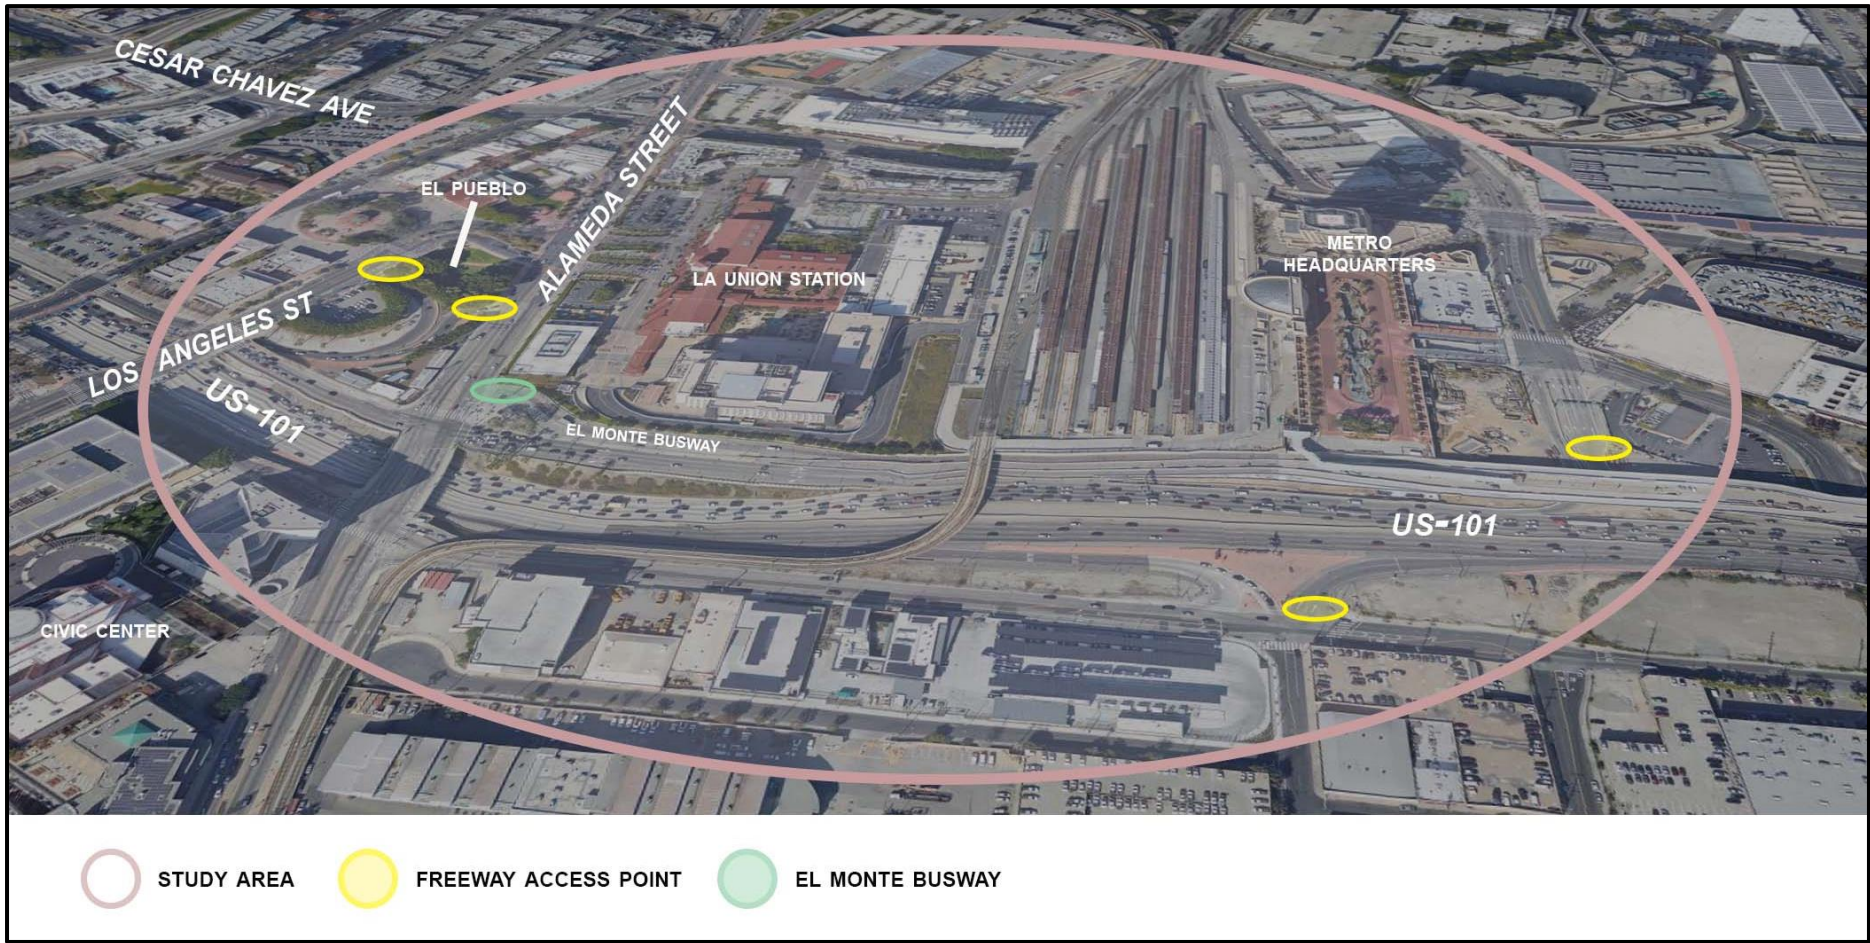 CESAR CHAVEZ AVE
ALAMEDA STREET
EL PUEBLO
METRO
HEADQUARTERS
LA UNION STATION
LOS ANGELES ST
US-101
EL MONTE BUSWAY
US-101
CIVIC CENTER
STUDY AREA
FREEWAY ACCESS POINT
EL MONTE BUSWAY